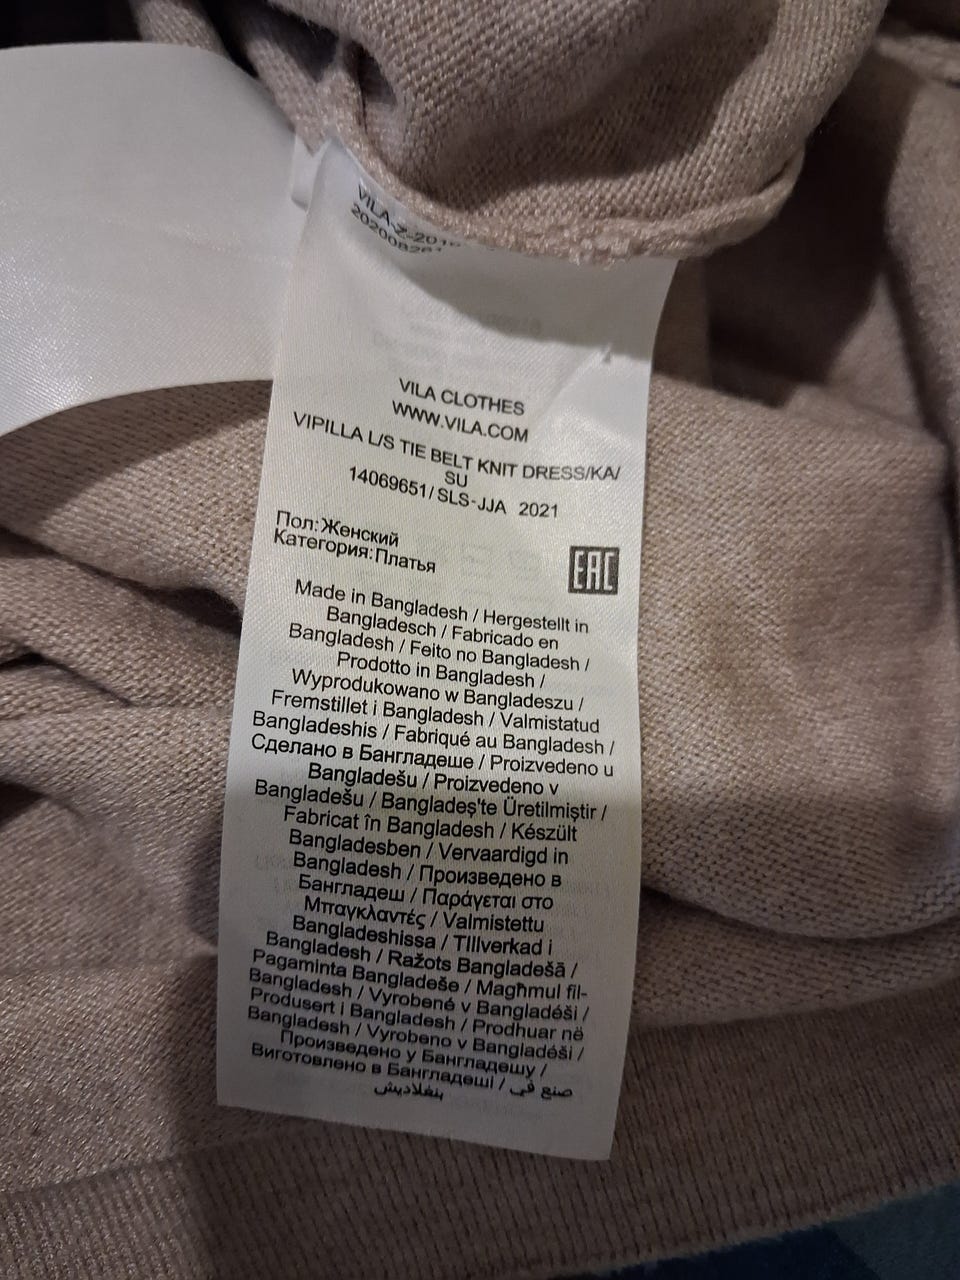 VILA-Z-201
20200826
VILA CLOTHES
WWW.VILA.COM
VIPILLA L/S TIE BELT KNIT DRESS/KA/
SU
14069651/SLS-JJA 2021
Пол:Женский
Категория:Платья
EAC
Made in Bangladesh / Hergestellt in
Bangladesch / Fabricado en
Bangladesh / Feito no Bangladesh /
Prodotto in Bangladesh /
Wyprodukowano w Bangladeszu /
Fremstillet i Bangladesh / Valmistatud
Bangladeshis / Fabriqué au Bangladesh /
Сделано в Бангладеше / Proizvedeno u
Bangladešu / Proizvedeno v
Bangladešu / Bangladeş'te Üretilmiştir /
Fabricat în Bangladesh / Készült
Bangladesben / Vervaardigd in
Bangladesh / Произведено в
Бангладеш / Παράγεται στο
Μπαγκλαντές / Valmistettu
Bangladeshissa / TIllverkad i
Bangladesh / Ražots Bangladešā /
Pagaminta Bangladeše / Magħmul fil-
Bangladesh / Vyrobené v Bangladéši /
Produsert i Bangladesh / Prodhuar në
Bangladesh / Vyrobeno v Bangladéši /
Произведено у Бангладешу /
Виготовлено в Бангладеші / صنع في
بنغلاديش